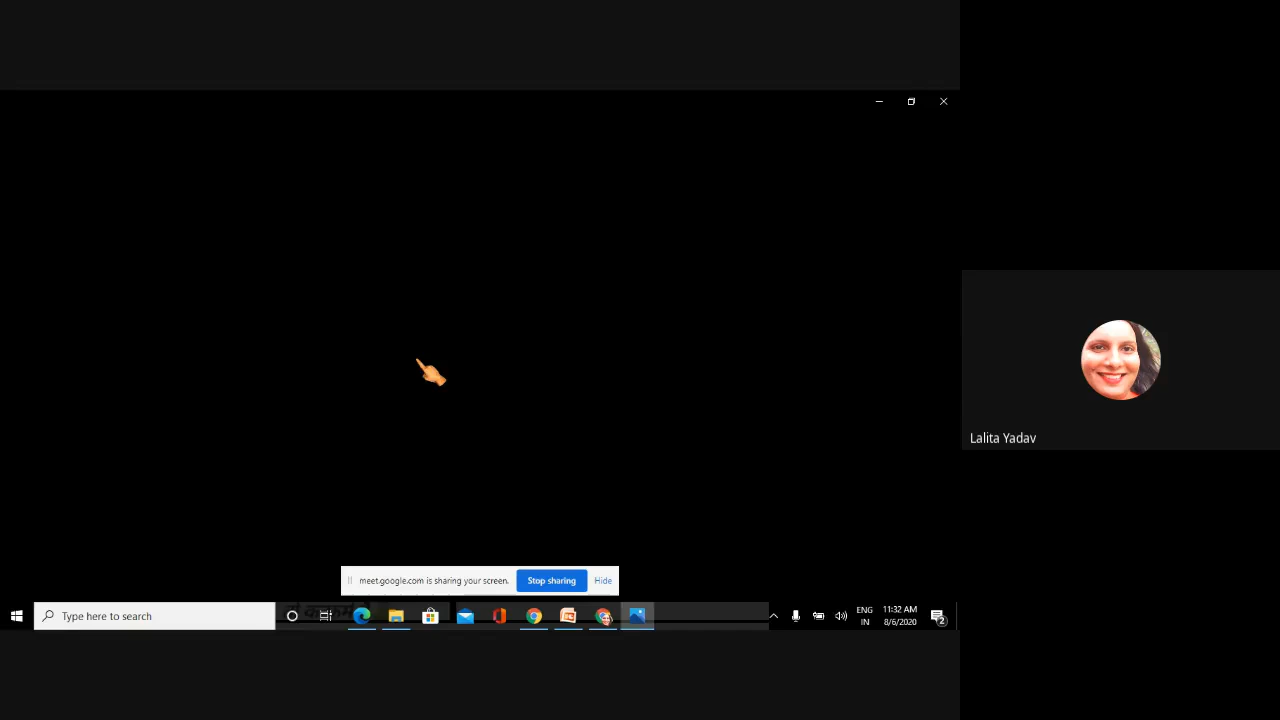 meet.google.com is sharing your screen.
Stop sharing
Hide
Type here to search
ENG
IN
11:32 AM
8/6/2020
2
Lalita Yadav